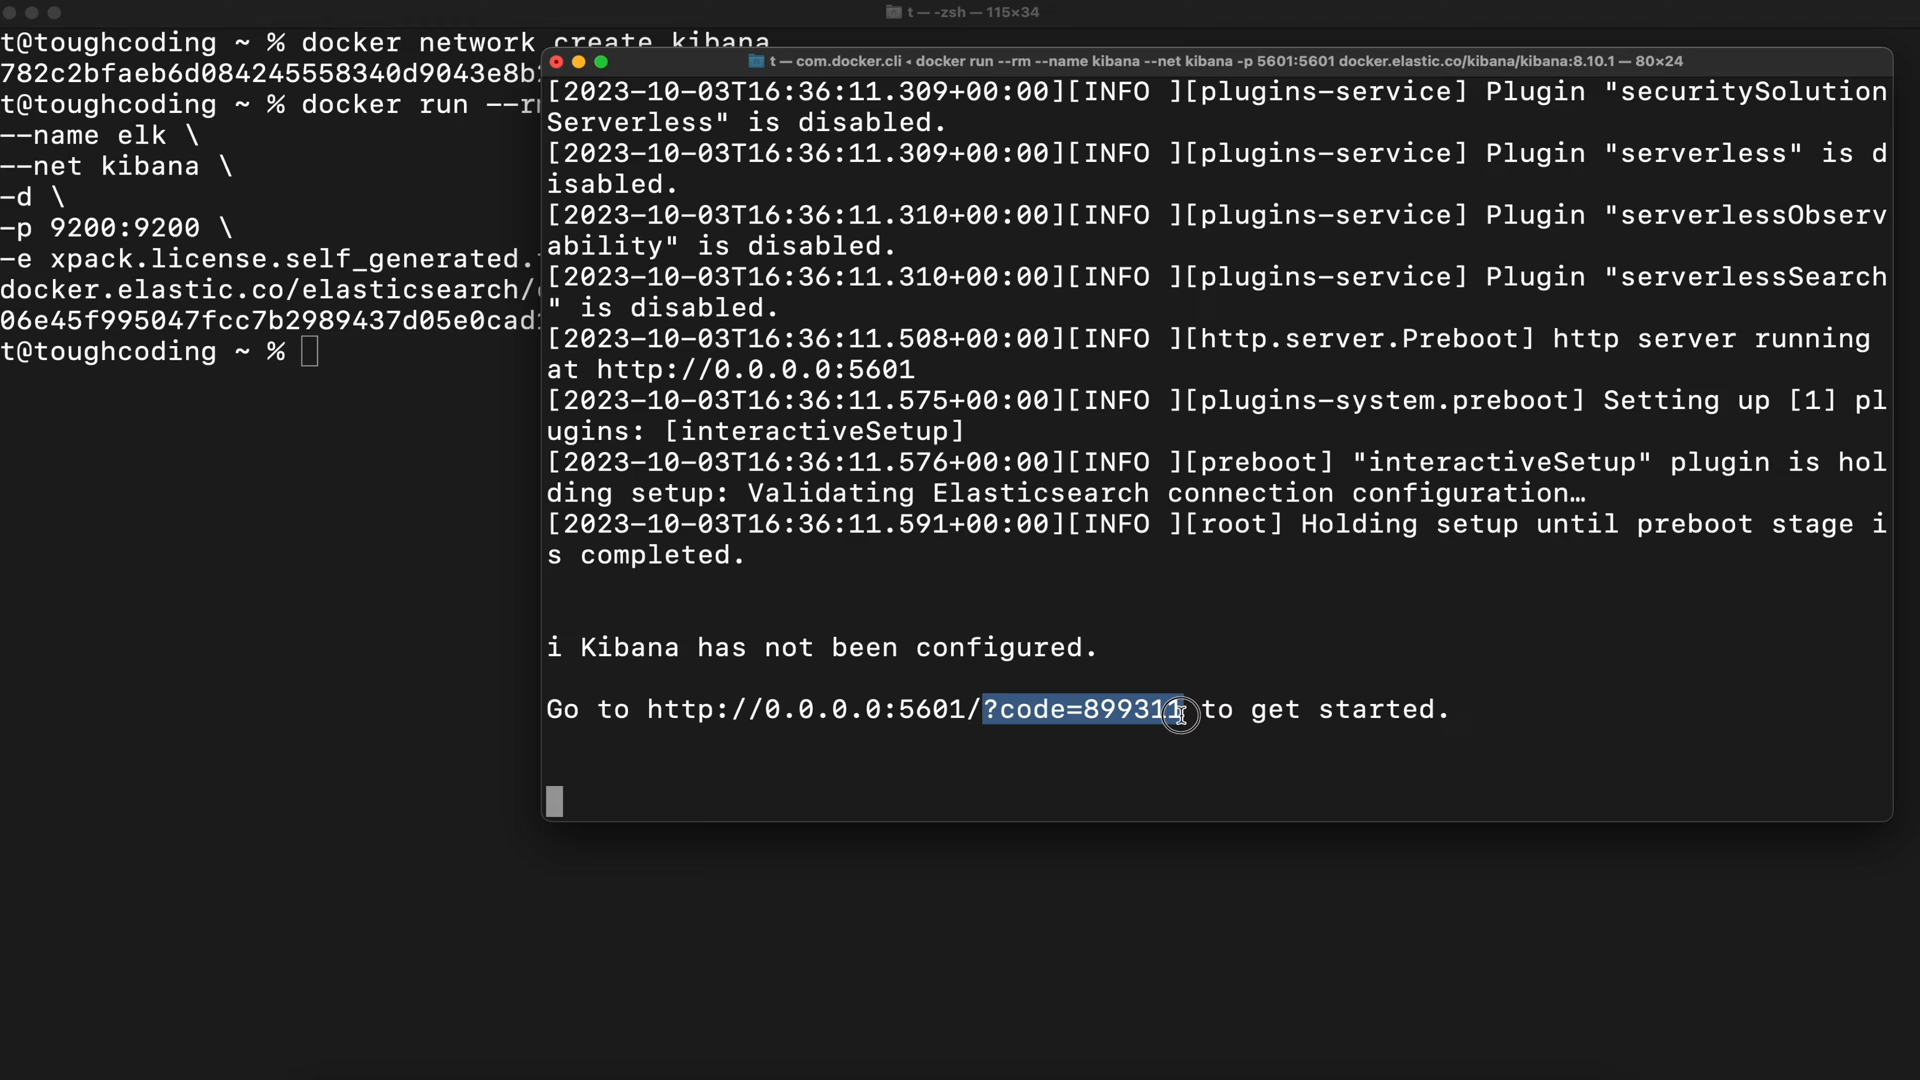 t — -zsh — 115×34
t@toughcoding ~ % docker network create kibana
782c2bfaeb6d084245558340d9043e8b
t@toughcoding ~ % docker run --r
--name elk \
--net kibana \
-d \
-p 9200:9200 \
-e xpack.license.self_generated.
docker.elastic.co/elasticsearch/
06e45f995047fcc7b2989437d05e0cad
t@toughcoding ~ %
t — com.docker.cli ◂ docker run --rm --name kibana --net kibana -p 5601:5601 docker.elastic.co/kibana/kibana:8.10.1 — 80×24
[2023-10-03T16:36:11.309+00:00][INFO ][plugins-service] Plugin "securitySolution
Serverless" is disabled.
[2023-10-03T16:36:11.309+00:00][INFO ][plugins-service] Plugin "serverless" is d
isabled.
[2023-10-03T16:36:11.310+00:00][INFO ][plugins-service] Plugin "serverlessObserv
ability" is disabled.
[2023-10-03T16:36:11.310+00:00][INFO ][plugins-service] Plugin "serverlessSearch
" is disabled.
[2023-10-03T16:36:11.508+00:00][INFO ][http.server.Preboot] http server running
at http://0.0.0.0:5601
[2023-10-03T16:36:11.575+00:00][INFO ][plugins-system.preboot] Setting up [1] pl
ugins: [interactiveSetup]
[2023-10-03T16:36:11.576+00:00][INFO ][preboot] "interactiveSetup" plugin is hol
ding setup: Validating Elasticsearch connection configuration…
[2023-10-03T16:36:11.591+00:00][INFO ][root] Holding setup until preboot stage i
s completed.
i Kibana has not been configured.
Go to http://0.0.0.0:5601/?code=899311 to get started.